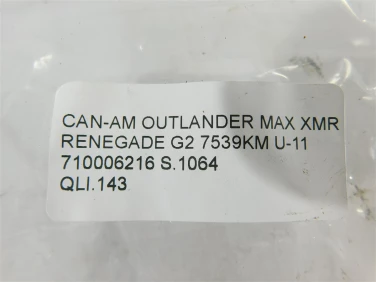 CAN-AM OUTLANDER MAX XMR
RENEGADE G2 7539KM U-11
710006216 S.1064
QLI.143